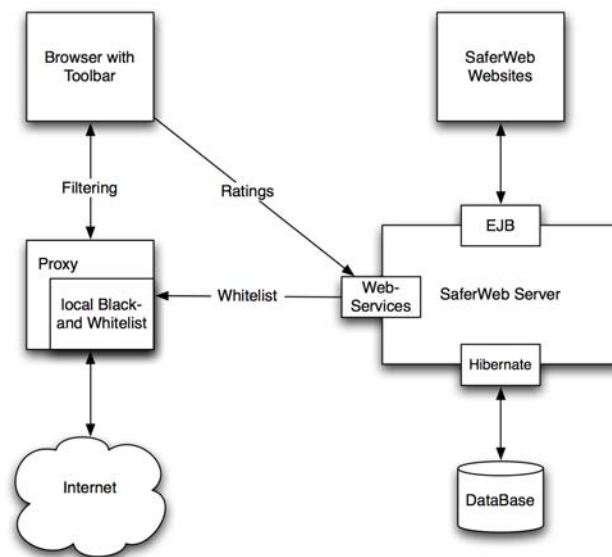 Browser with
Toolbar
SaferWeb
Websites
Filtering
Ratings
EJB
Proxy
local Black-
and Whitelist
Whitelist
Web-
Services
SaferWeb Server
Hibernate
Internet
DataBase